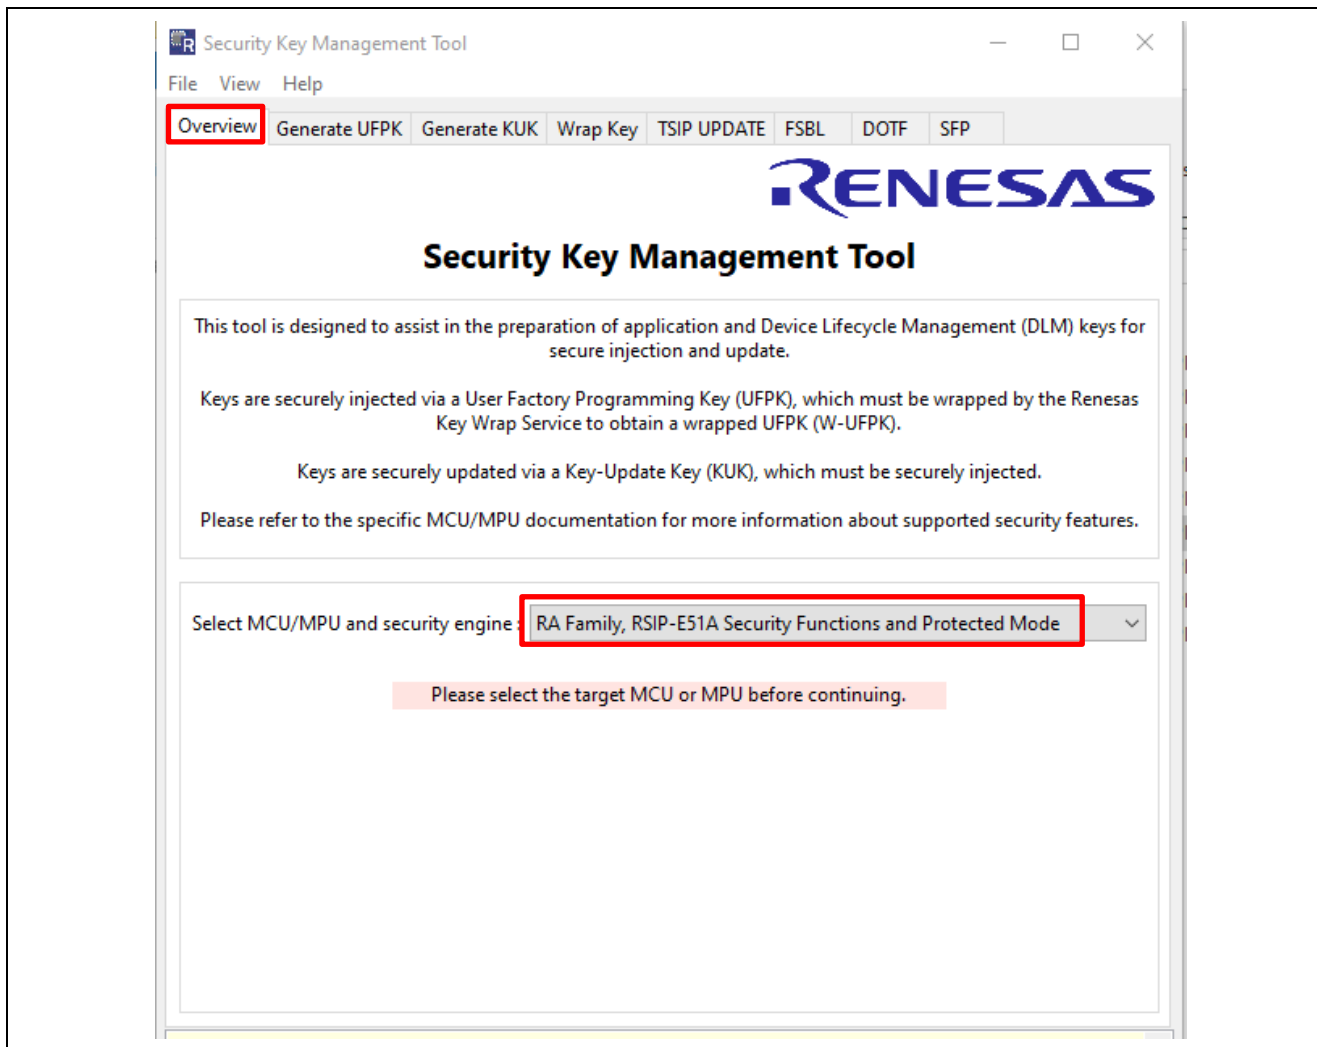 Security Key Management Tool
File View Help
Overview Generate UFPK Generate KUK Wrap Key TSIP UPDATE FSBL DOTF SFP
RENESAS
Security Key Management Tool
This tool is designed to assist in the preparation of application and Device Lifecycle Management (DLM) keys for
secure injection and update.
Keys are securely injected via a User Factory Programming Key (UFPK), which must be wrapped by the Renesas
Key Wrap Service to obtain a wrapped UFPK (W-UFPK).
Keys are securely updated via a Key-Update Key (KUK), which must be securely injected.
Please refer to the specific MCU/MPU documentation for more information about supported security features.
Select MCU/MPU and security engine : RA Family, RSIP-E51A Security Functions and Protected Mode
Please select the target MCU or MPU before continuing.